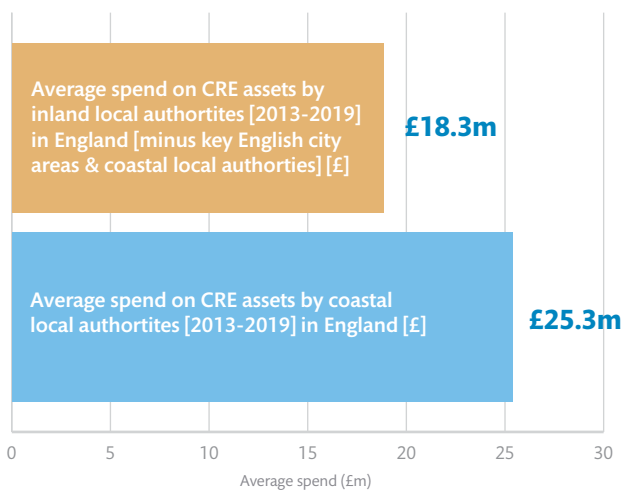 Average spend on CRE assets by
inland local authortites [2013-2019]
in England [minus key English city
areas & coastal local authorties] [£]
£18.3m
Average spend on CRE assets by coastal
local authortites [2013-2019] in England [£]
£25.3m
0 5 10 15 20 25 30
Average spend (£m)